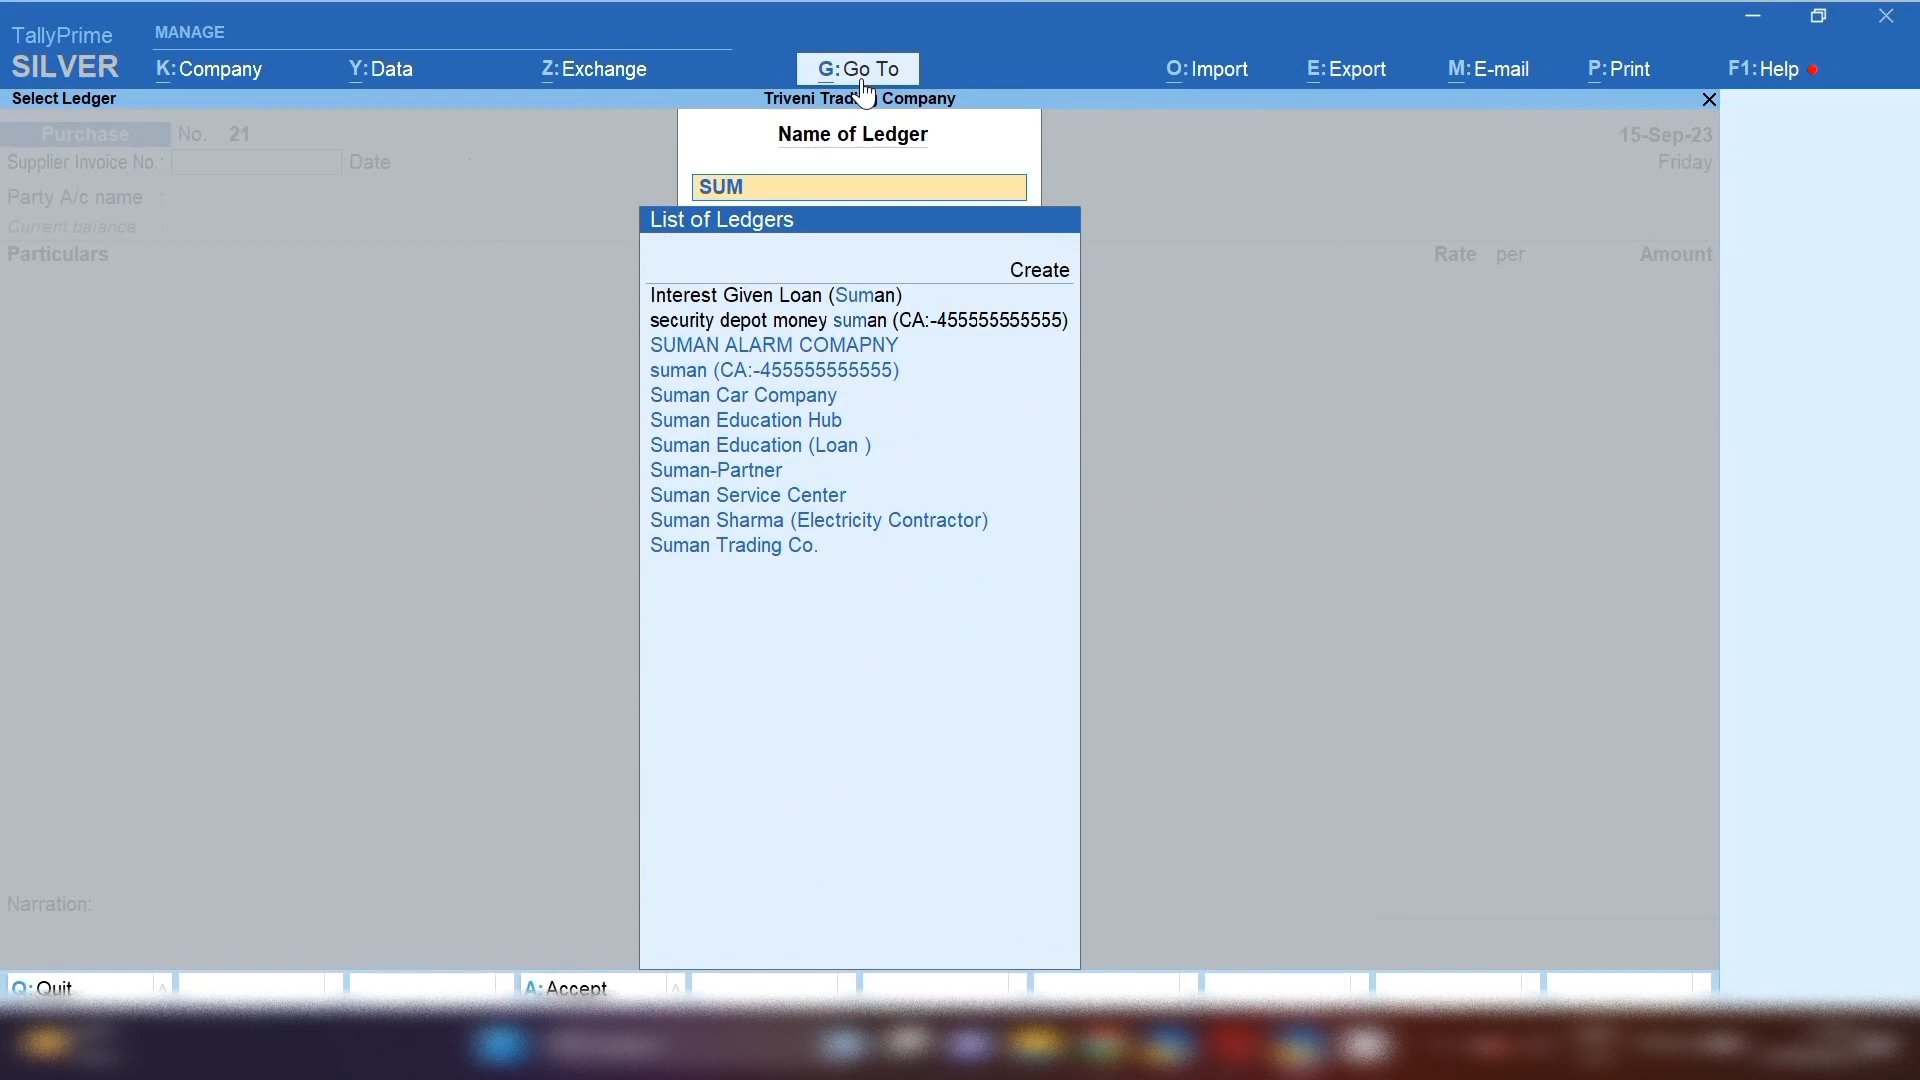 TallyPrime
SILVER
MANAGE
K:Company
Y:Data
Z:Exchange
G:Go To
O:Import
E:Export
M:E-mail
P:Print
F1:Help
Select Ledger
Triveni Trading Company
Purchase No. 21
15-Sep-23
Supplier Invoice No.: Date
Friday
Party A/c name :
Current balance
Particulars
Rate per
Amount
Name of Ledger
SUM
List of Ledgers
Create
Interest Given Loan (Suman)
security depot money suman (CA:-455555555555)
SUMAN ALARM COMAPNY
suman (CA:-455555555555)
Suman Car Company
Suman Education Hub
Suman Education (Loan )
Suman-Partner
Suman Service Center
Suman Sharma (Electricity Contractor)
Suman Trading Co.
Narration:
Q:Quit
A:Accept